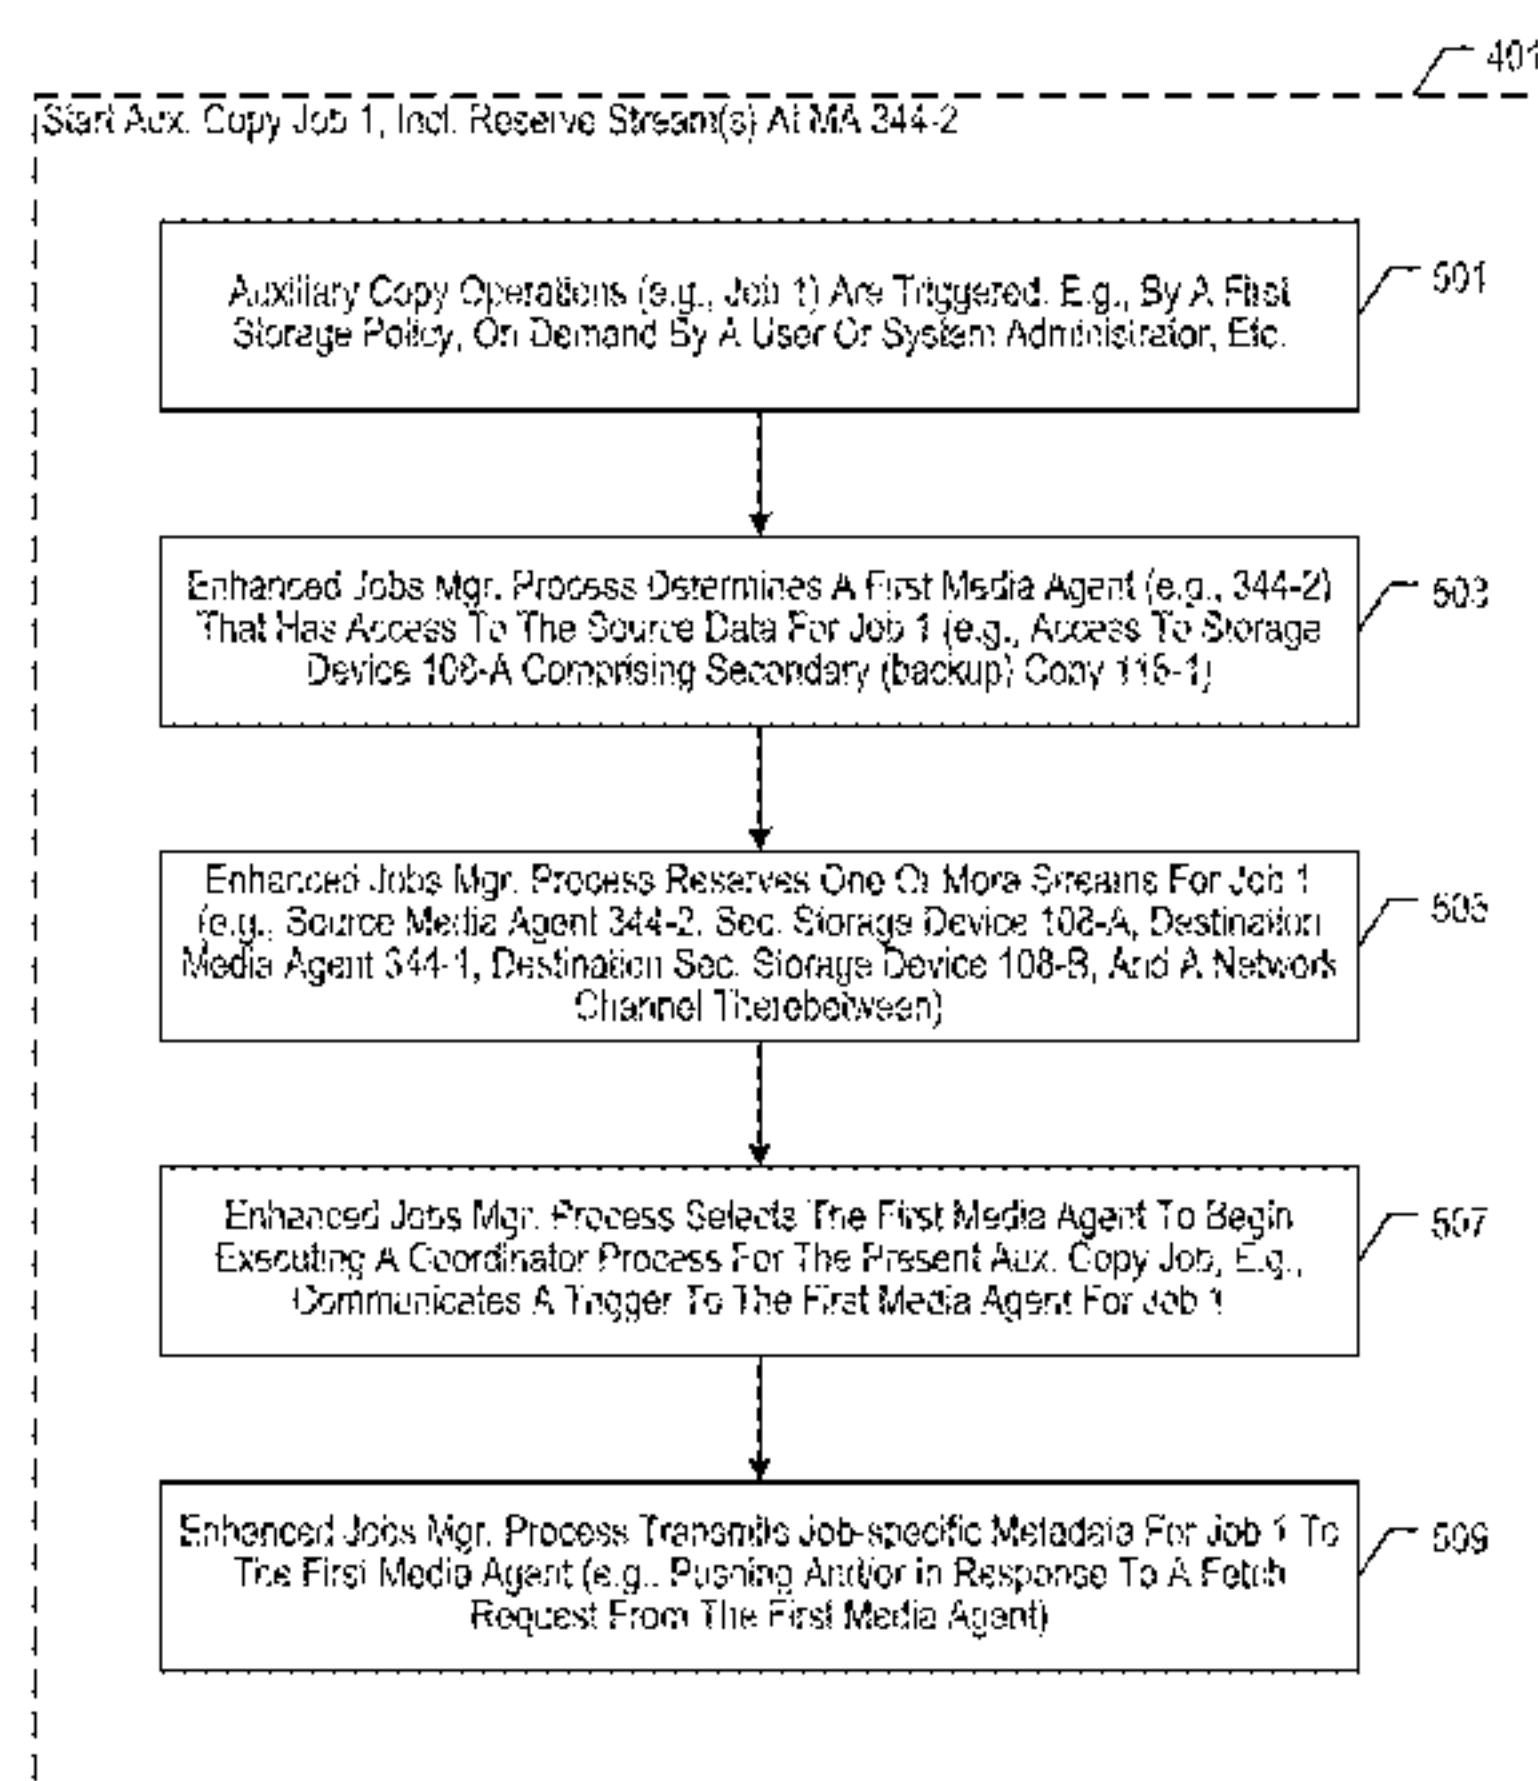 401
Start Aux. Copy Job 1, Incl. Reserve Stream(s) At MA 344-2
Auxiliary Copy Operations (e.g., Job 1) Are Triggered. E.g., By A First
Storage Policy, On Demand By A User Or System Administrator, Etc.
501
Enhanced Jobs Mgr. Process Determines A First Media Agent (e.g., 344-2)
That Has Access To The Source Data For Job 1 (e.g., Access To Storage
Device 108-A Comprising Secondary (backup) Copy 116-1)
503
Enhanced Jobs Mgr. Process Reserves One Or More Streams For Job 1
(e.g., Source Media Agent 344-2, Sec. Storage Device 108-A, Destination
Media Agent 344-1, Destination Sec. Storage Device 108-B, And A Network
Channel Therebetween)
505
Enhanced Jobs Mgr. Process Selects The First Media Agent To Begin
Executing A Coordinator Process For The Present Aux. Copy Job, E.g.,
Communicates A Trigger To The First Media Agent For Job 1
507
Enhanced Jobs Mgr. Process Transmits Job-specific Metadata For Job 1 To
The First Media Agent (e.g., Pushing And/or in Response To A Fetch
Request From The First Media Agent)
509